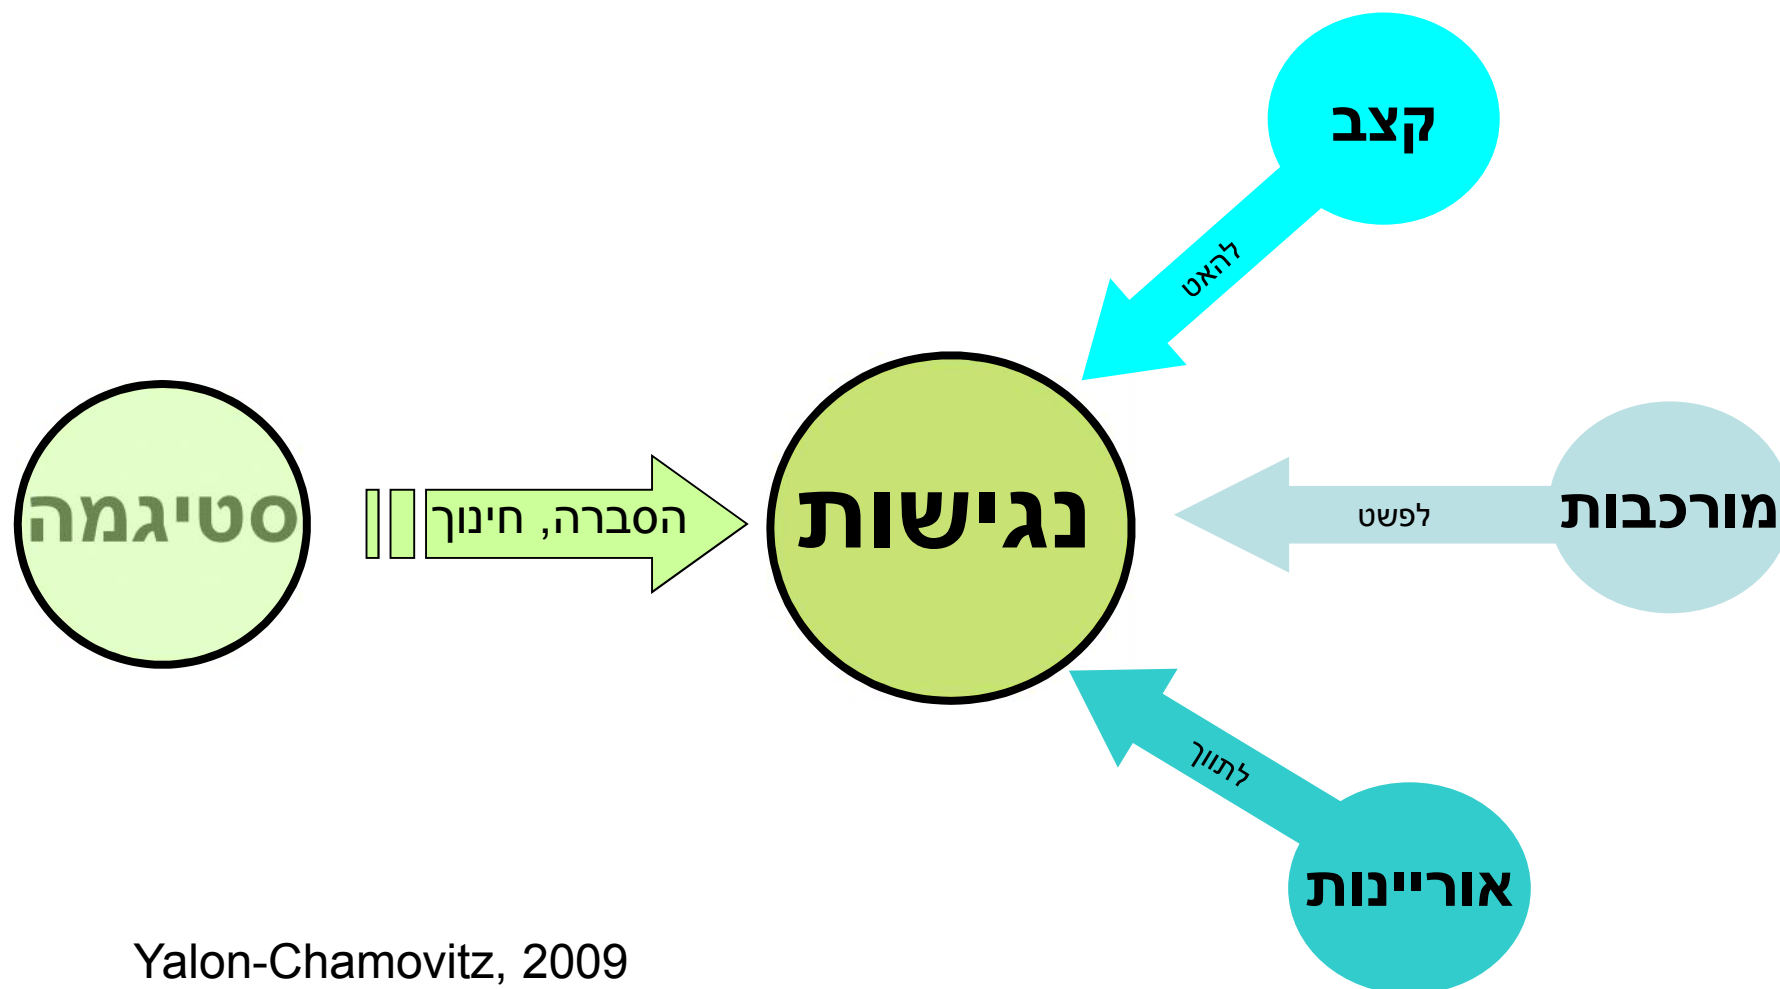 קצב
להאט
מורכבות
לפשט
נגישות
הסברה, חינוך
סטיגמה
לתווך
אוריינות
Yalon-Chamovitz, 2009